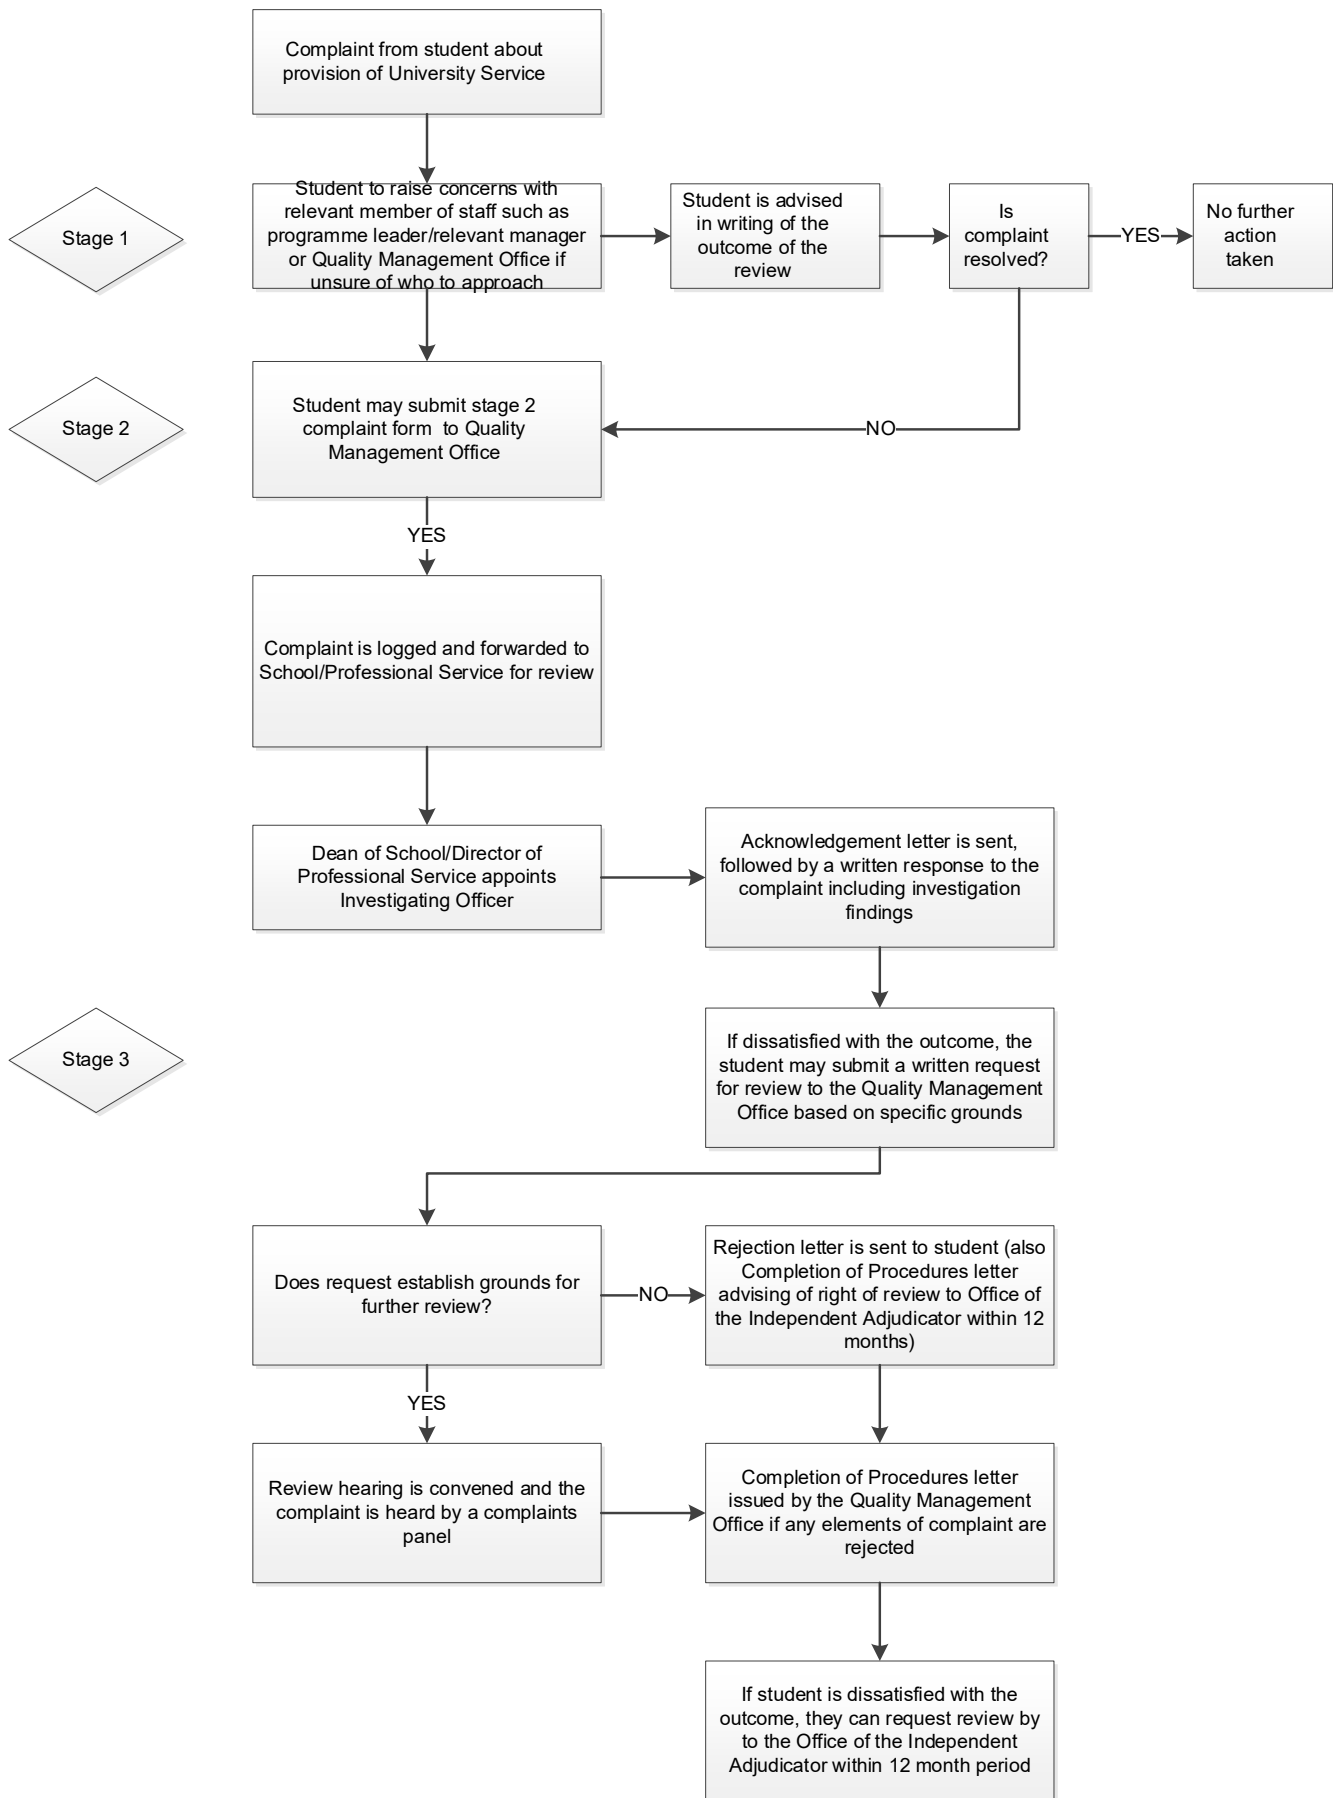 Complaint from student about
provision of University Service
Stage 1
Student to raise concerns with
relevant member of staff such as
programme leader/relevant manager
or Quality Management Office if
unsure of who to approach
Student is advised
in writing of the
outcome of the
review
Is
complaint
resolved?
YES
No further
action
taken
Stage 2
Student may submit stage 2
complaint form  to Quality
Management Office
NO
YES
Complaint is logged and forwarded to
School/Professional Service for review
Dean of School/Director of
Professional Service appoints
Investigating Officer
Acknowledgement letter is sent,
followed by a written response to the
complaint including investigation
findings
Stage 3
If dissatisfied with the outcome, the
student may submit a written request
for review to the Quality Management
Office based on specific grounds
Does request establish grounds for
further review?
NO
Rejection letter is sent to student (also
Completion of Procedures letter
advising of right of review to Office of
the Independent Adjudicator within 12
months)
YES
Review hearing is convened and the
complaint is heard by a complaints
panel
Completion of Procedures letter
issued by the Quality Management
Office if any elements of complaint are
rejected
If student is dissatisfied with the
outcome, they can request review by
to the Office of the Independent
Adjudicator within 12 month period